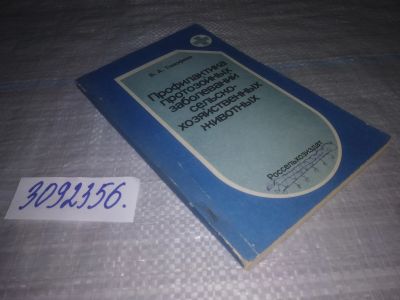 Профилактика
протозойных
заболеваний
сельско-
хозяйственных
животных
Россельхозиздат
3092356.